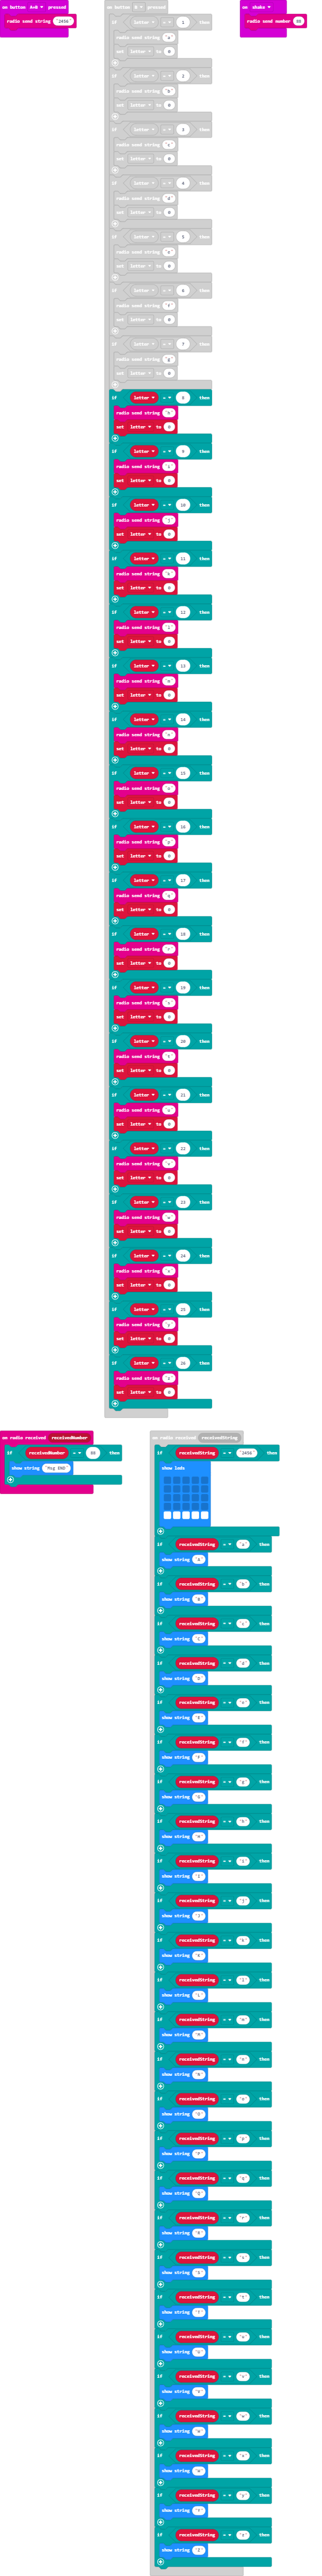 on button A+B pressed
radio send string "3456"
on button B pressed
if letter = 1 then
radio send string "a"
set letter to 0
if letter = 2 then
radio send string "b"
set letter to 0
if letter = 3 then
radio send string "c"
set letter to 0
if letter = 4 then
radio send string "d"
set letter to 0
if letter = 5 then
radio send string "e"
set letter to 0
if letter = 6 then
radio send string "f"
set letter to 0
if letter = 7 then
radio send string "g"
set letter to 0
if letter = 8 then
radio send string "h"
set letter to 0
if letter = 9 then
radio send string "i"
set letter to 0
if letter = 10 then
radio send string "j"
set letter to 0
if letter = 11 then
radio send string "k"
set letter to 0
if letter = 12 then
radio send string "l"
set letter to 0
if letter = 13 then
radio send string "m"
set letter to 0
if letter = 14 then
radio send string "n"
set letter to 0
if letter = 15 then
radio send string "o"
set letter to 0
if letter = 16 then
radio send string "p"
set letter to 0
if letter = 17 then
radio send string "q"
set letter to 0
if letter = 18 then
radio send string "r"
set letter to 0
if letter = 19 then
radio send string "s"
set letter to 0
if letter = 20 then
radio send string "t"
set letter to 0
if letter = 21 then
radio send string "u"
set letter to 0
if letter = 22 then
radio send string "v"
set letter to 0
if letter = 23 then
radio send string "w"
set letter to 0
if letter = 24 then
radio send string "x"
set letter to 0
if letter = 25 then
radio send string "y"
set letter to 0
if letter = 26 then
radio send string "z"
set letter to 0
on shake
radio send number
on radio received receivedNumber
if receivedNumber = then
show string "Msg END"
on radio received receivedString
if receivedString = "3456" then
show leds
if receivedString = "a" then
show string "A"
if receivedString = "b" then
show string "B"
if receivedString = "c" then
show string "C"
if receivedString = "d" then
show string "D"
if receivedString = "e" then
show string "E"
if receivedString = "f" then
show string "F"
if receivedString = "g" then
show string "G"
if receivedString = "h" then
show string "H"
if receivedString = "i" then
show string "I"
if receivedString = "j" then
show string "J"
if receivedString = "k" then
show string "K"
if receivedString = "l" then
show string "L"
if receivedString = "m" then
show string "M"
if receivedString = "n" then
show string "N"
if receivedString = "o" then
show string "O"
if receivedString = "p" then
show string "P"
if receivedString = "q" then
show string "Q"
if receivedString = "r" then
show string "R"
if receivedString = "s" then
show string
if receivedString = "t" then
show string "T"
if receivedString = "u" then
show string
if receivedString = "v" then
show string "V"
if receivedString = "w" then
show string "W"
if receivedString = "x" then
show string
if receivedString = "y" then
show string "Y"
if receivedString = "z" then
show string "Z"